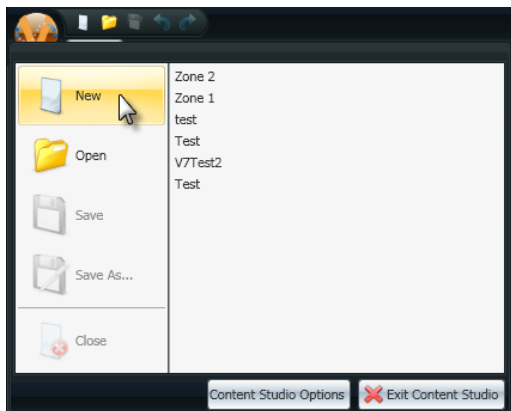 New
Open
Save
Save As...
Close
Zone 2
Zone 1
test
Test
V7Test2
Test
Content Studio Options
Exit Content Studio